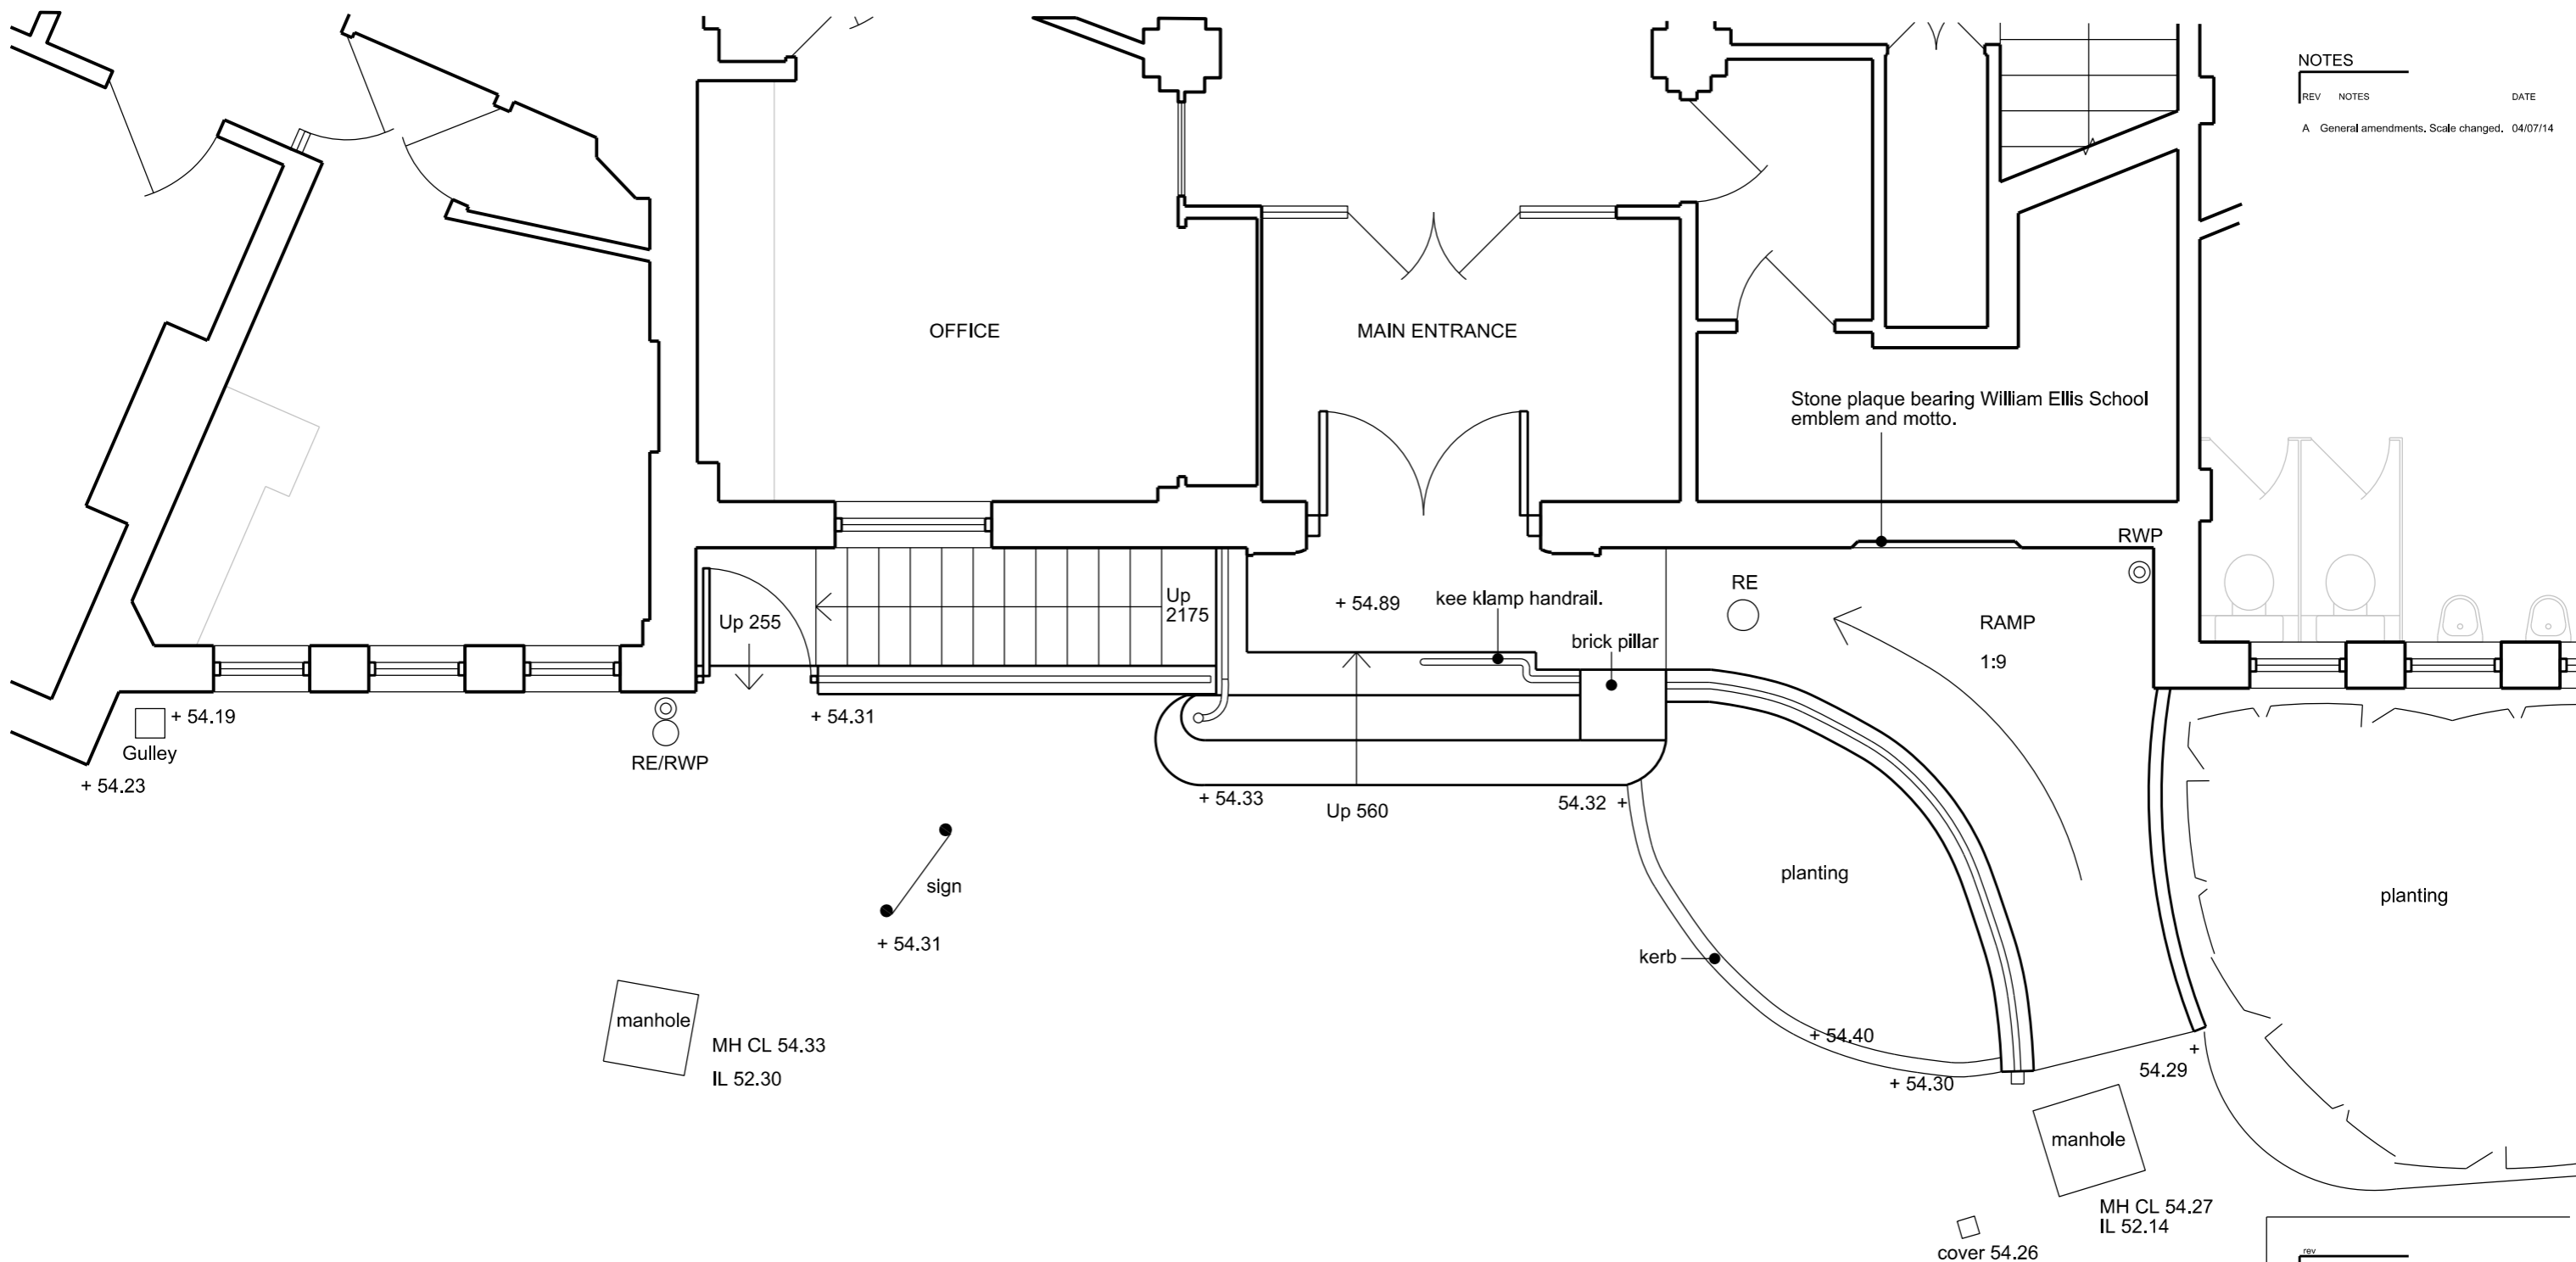 NOTES
REV NOTES DATE
A General amendments. Scale changed. 04/07/14
OFFICE
MAIN ENTRANCE
Stone plaque bearing William Ellis School
emblem and motto.
RWP
RE
Up 255
Up
2175
+ 54.89
kee klamp handrail.
brick pillar
RAMP
1:9
+ 54.19
Gulley
+ 54.23
RE/RWP
+ 54.31
+ 54.33
Up 560
54.32 +
sign
+ 54.31
planting
planting
kerb
manhole
MH CL 54.33
IL 52.30
+ 54.40
+ 54.30
+
54.29
manhole
MH CL 54.27
IL 52.14
cover 54.26
rev